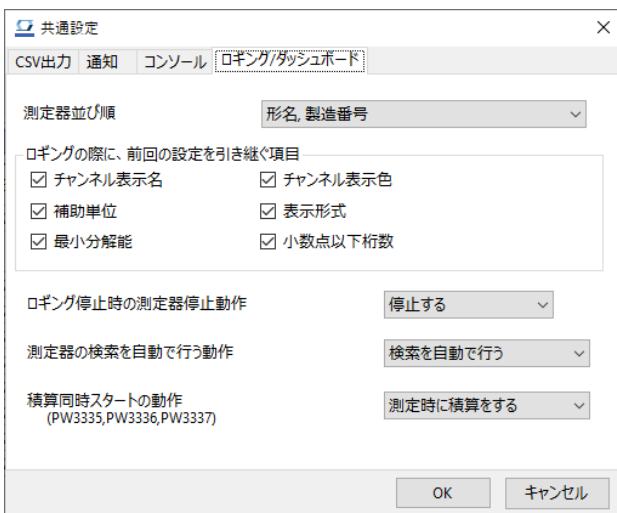 共通設定
CSV出力 通知 コンソール ロギング/ダッシュボード
測定器並び順 形名, 製造番号
ロギングの際に、前回の設定を引き継ぐ項目
チャンネル表示名 チャンネル表示色
補助単位 表示形式
最小分解能 小数点以下桁数
ロギング停止時の測定器停止動作 停止する
測定器の検索を自動で行う動作 検索を自動で行う
積算同時スタートの動作 測定時に積算をする
(PW3335,PW3336,PW3337)
OK キャンセル